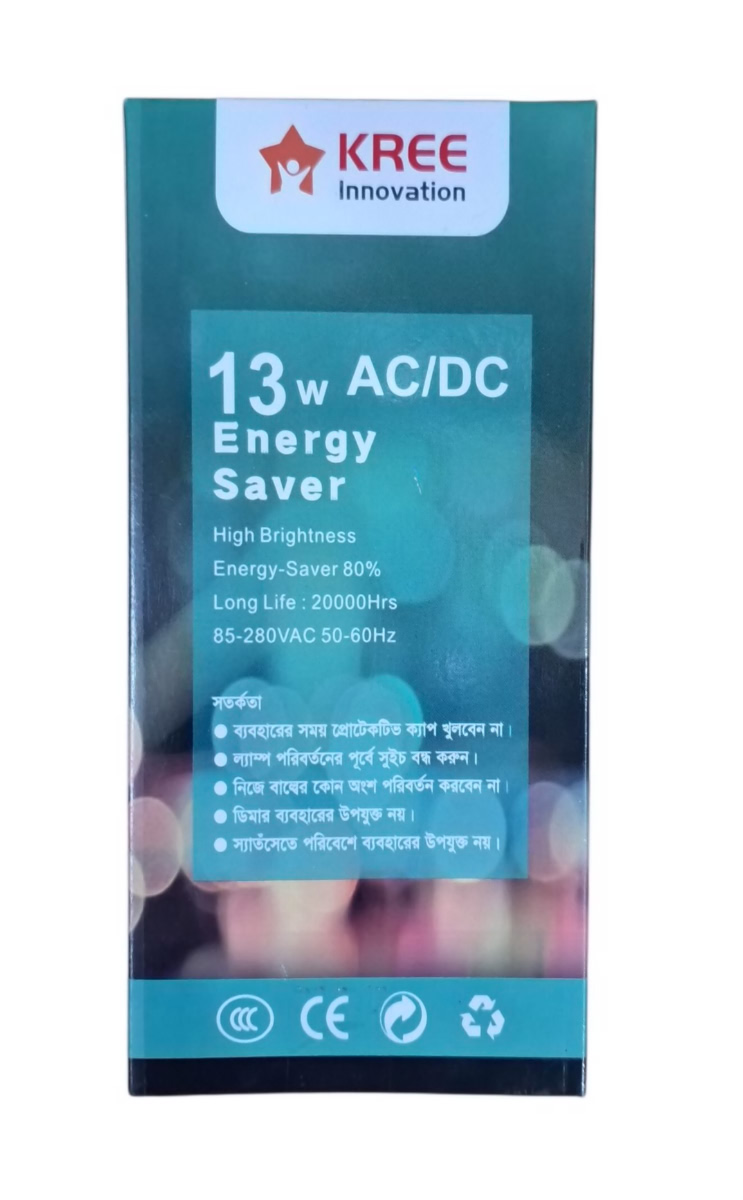 KREE
Innovation
13W AC/DC
Energy
Saver
High Brightness
Energy-Saver 80%
Long Life : 20000Hrs
85-280VAC 50-60Hz
সতর্কতা
● ব্যবহারের সময় প্রোটেকটিভ ক্যাপ খুলবেন না।
● ল্যাম্প পরিবর্তনের পূর্বে সুইচ বন্ধ করুন।
● নিজে বাল্বের কোন অংশ পরিবর্তন করবেন না।
● ডিমার ব্যবহারের উপযুক্ত নয়।
● স্যাতঁসেতে পরিবেশে ব্যবহারের উপযুক্ত নয়।
CCC CE